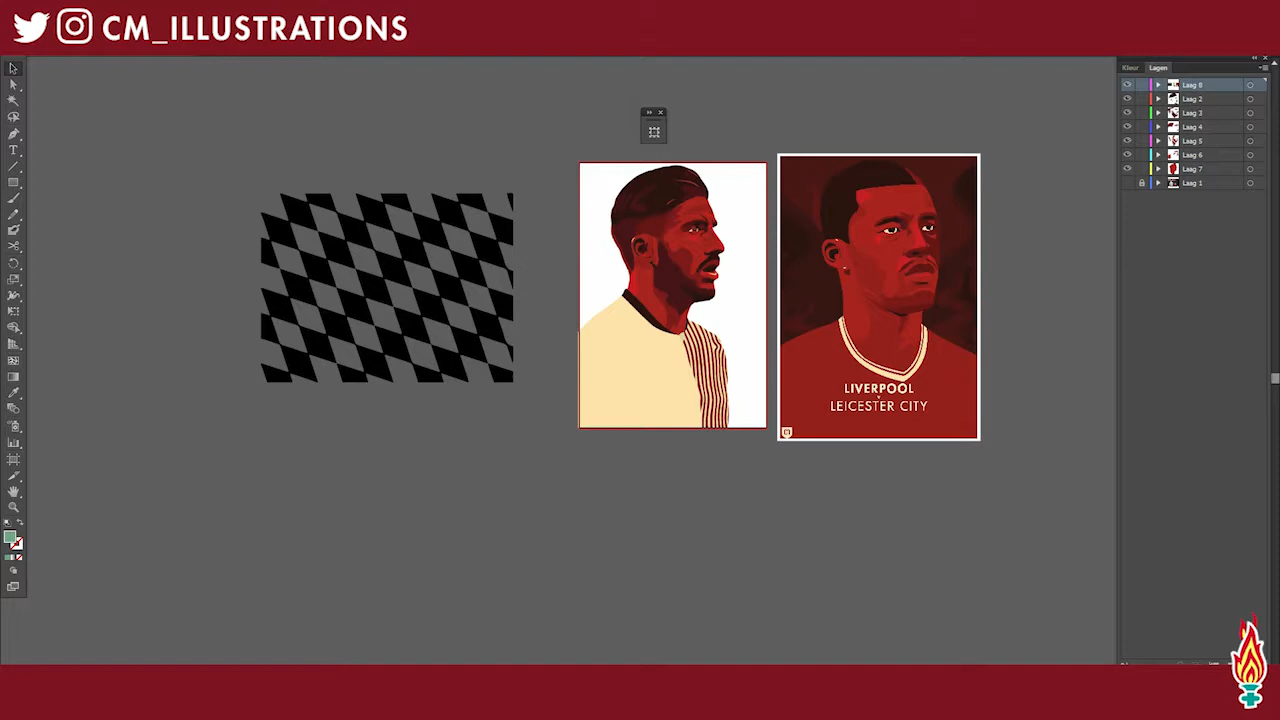 CM_ILLUSTRATIONS
Kleur Lagen
Laag 8
Laag 2
Laag 3
Laag 4
Laag 5
Laag 6
Laag 7
Laag 1
LIVERPOOL
v
LEICESTER CITY